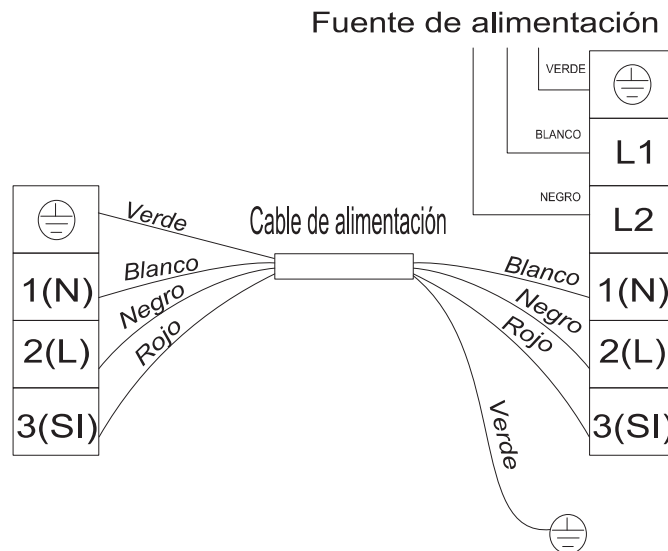 Fuente de alimentación
VERDE
BLANCO
L1
NEGRO
L2
Cable de alimentación
Verde
Blanco
Negro
Rojo
1(N)
2(L)
3(SI)
Blanco
Negro
Rojo
Verde
1(N)
2(L)
3(SI)